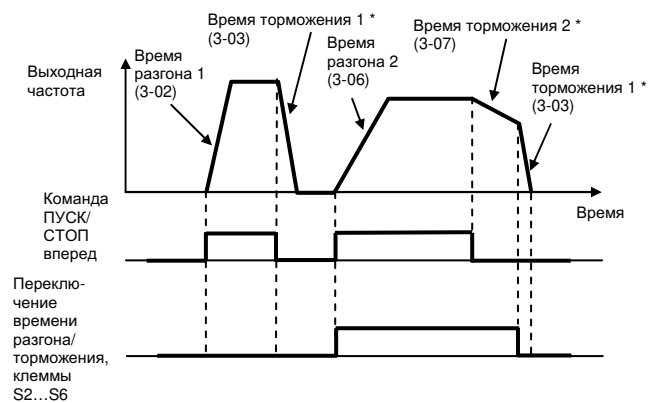 Время торможения 1 *
(3-03)
Время торможения 2 *
(3-07)
Время
разгона 1
(3-02)
Время
разгона 2
(3-06)
Время
торможения 1 *
(3-03)
Выходная
частота
Время
Команда
ПУСК/
СТОП
вперед
Переклю-
чение
времени
разгона/
торможения,
клеммы
S2...S6